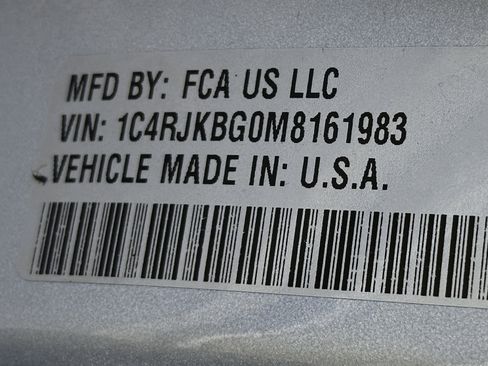 MFD BY: FCA US LLC
VIN: 1C4RJKBG0M8161983
VEHICLE MADE IN: U.S.A.